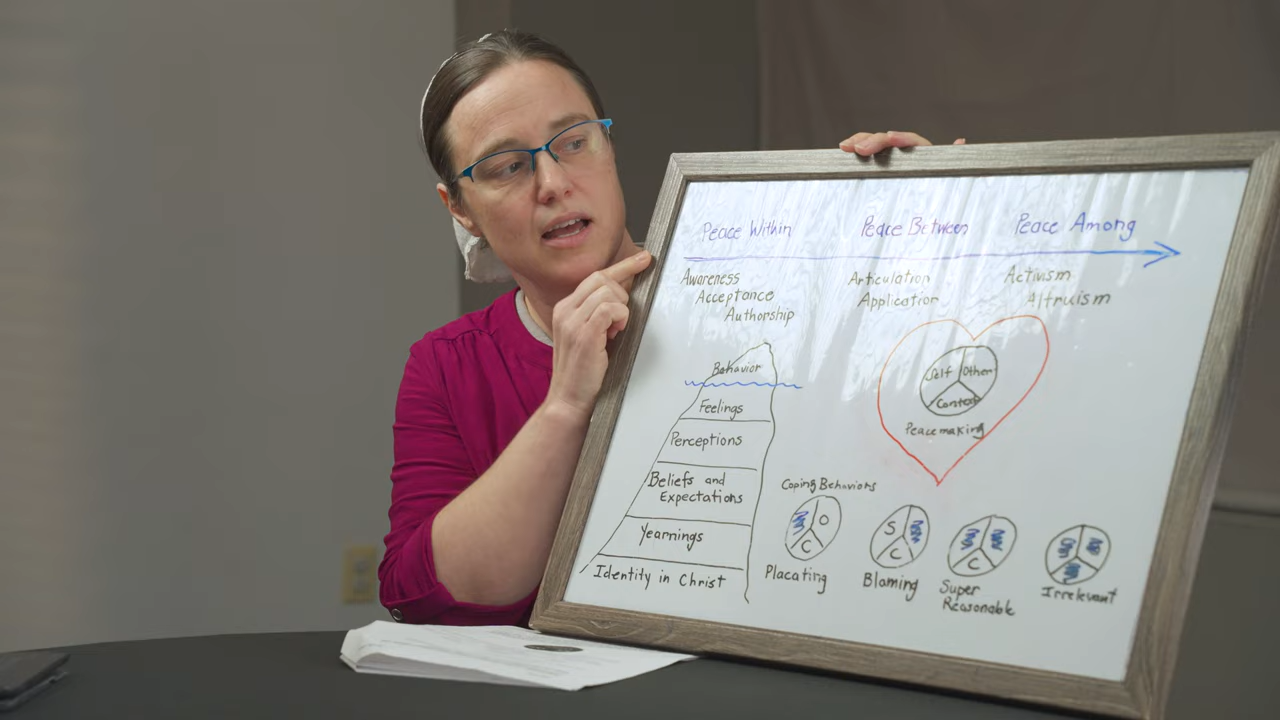 Peace Within Peace Between Peace Among
Awareness
Acceptance
Authorship
Articulation
Application
Activism
Altruism
Behavior
Feelings
Perceptions
Beliefs and
Expectations
Yearnings
Identity in Christ
Self Other
Context
Peacemaking
Coping Behaviors
O
C
Placating
S
C
Blaming
C
Super
Reasonable
Irrelevant